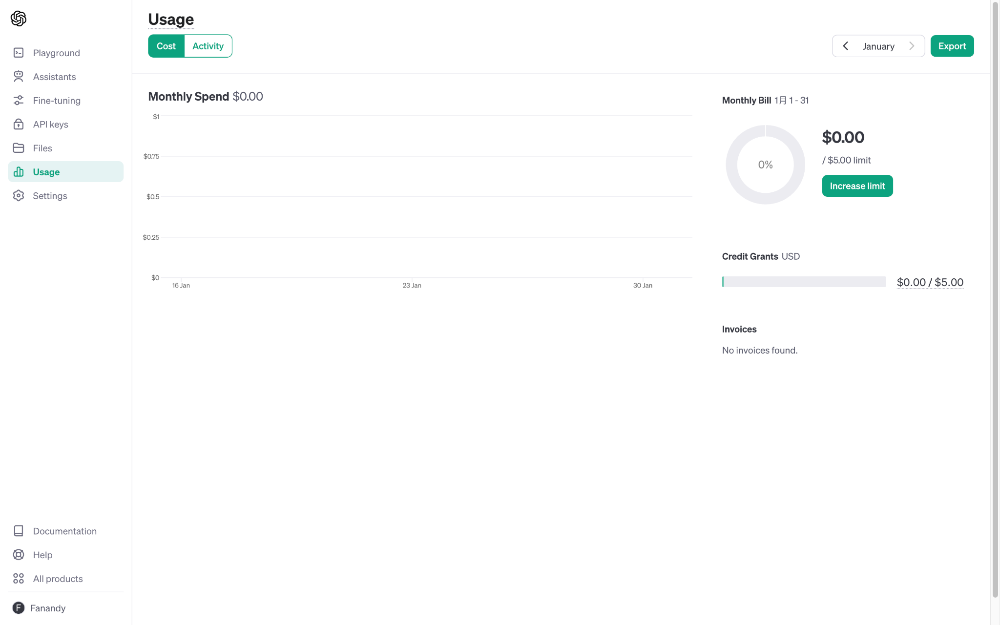 Playground
Assistants
Fine-tuning
API keys
Files
Usage
Settings
Documentation
Help
All products
F Fanandy
Usage
Cost Activity
January
Export
Monthly Spend $0.00
$1
$0.75
$0.5
$0.25
$0
16 Jan 23 Jan 30 Jan
Monthly Bill 1月 1 - 31
0%
$0.00
/ $5.00 limit
Increase limit
Credit Grants USD
$0.00 / $5.00
Invoices
No invoices found.